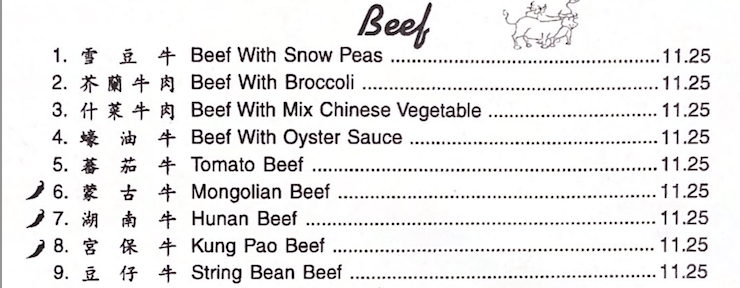 Beef
1. 雪豆牛 Beef With Snow Peas ........................................ 11.25
2. 芥蘭牛肉 Beef With Broccoli ........................................ 11.25
3. 什菜牛肉 Beef With Mix Chinese Vegetable ........................................ 11.25
4. 蠔油牛 Beef With Oyster Sauce ........................................ 11.25
5. 蕃茄牛 Tomato Beef ........................................ 11.25
6. 蒙古牛 Mongolian Beef ........................................ 11.25
7. 湖南牛 Hunan Beef ........................................ 11.25
8. 宮保牛 Kung Pao Beef ........................................ 11.25
9. 豆仔牛 String Bean Beef ........................................ 11.25